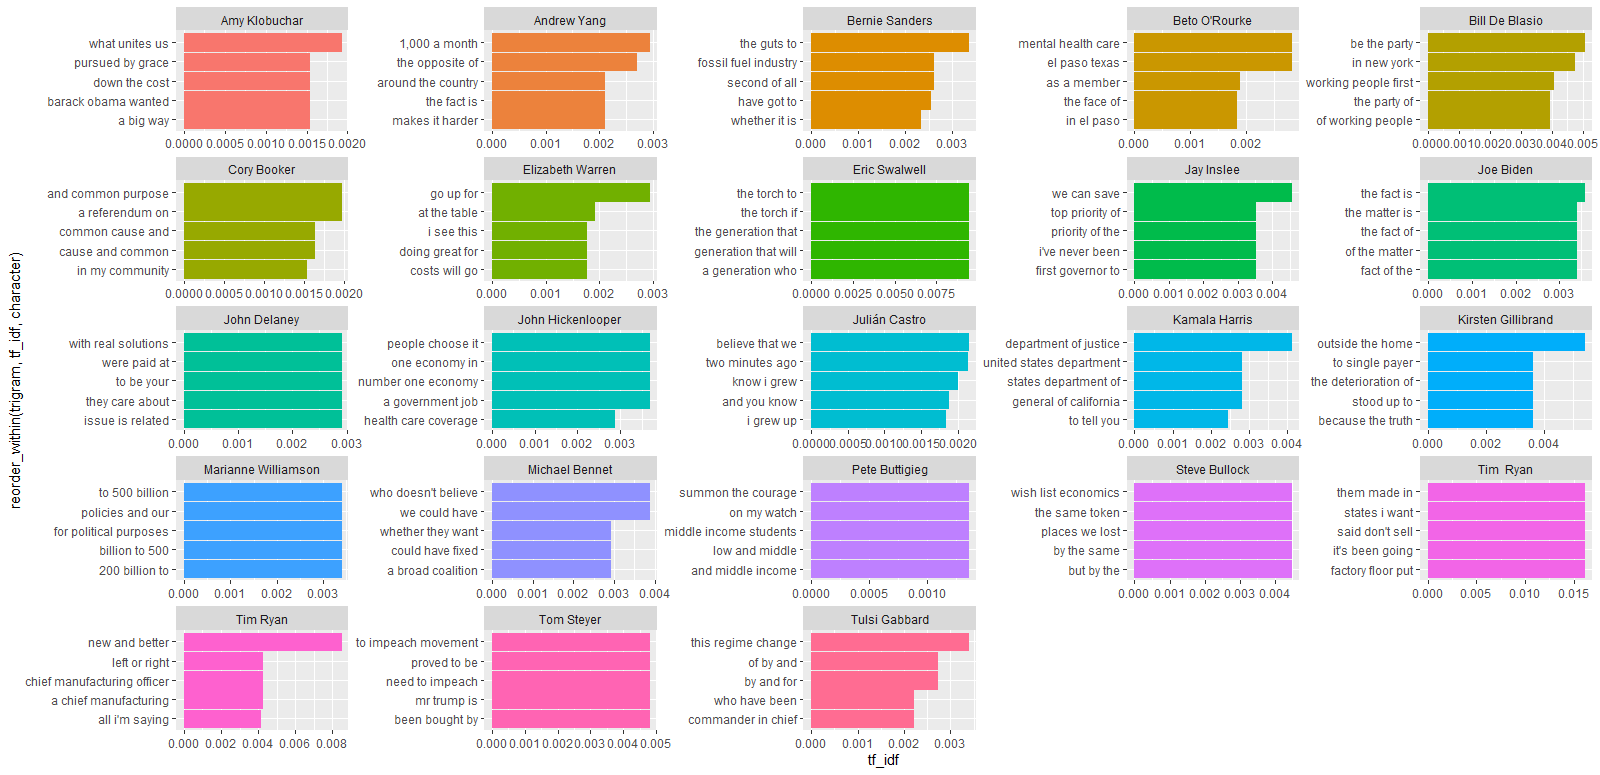 Amy Klobuchar
what unites us
pursued by grace
down the cost
barack obama wanted
a big way
0.0000 0.0005 0.0010 0.0015 0.0020
Andrew Yang
1,000 a month
the opposite of
around the country
the fact is
makes it harder
0.000 0.001 0.002 0.003
Bernie Sanders
the guts to
fossil fuel industry
second of all
have got to
whether it is
0.000 0.001 0.002 0.003
Beto O'Rourke
mental health care
el paso texas
as a member
the face of
in el paso
0.000 0.001 0.002
Bill De Blasio
be the party
in new york
working people first
the party of
of working people
0.000 0.001 0.002 0.003 0.004 0.005
Cory Booker
and common purpose
a referendum on
common cause and
cause and common
in my community
0.0000 0.0005 0.0010 0.0015 0.0020
Elizabeth Warren
go up for
at the table
i see this
doing great for
costs will go
0.000 0.001 0.002 0.003
Eric Swalwell
the torch to
the torch if
the generation that
generation that will
a generation who
0.0000 0.0025 0.0050 0.0075
Jay Inslee
we can save
top priority of
priority of the
i've never been
first governor to
0.000 0.001 0.002 0.003 0.004
Joe Biden
the fact is
the matter is
the fact of
of the matter
fact of the
0.000 0.001 0.002 0.003
reorder_within(trigram, tf_idf, character)
John Delaney
with real solutions
were paid at
to be your
they care about
issue is related
0.000 0.001 0.002 0.003
John Hickenlooper
people choose it
one economy in
number one economy
a government job
health care coverage
0.000 0.001 0.002 0.003
Julián Castro
believe that we
two minutes ago
know i grew
and you know
i grew up
0.0000 0.0005 0.0010 0.0015 0.0020
Kamala Harris
department of justice
united states department
states department of
general of california
to tell you
0.000 0.001 0.002 0.003 0.004
Kirsten Gillibrand
outside the home
to single payer
the deterioration of
stood up to
because the truth
0.000 0.002 0.004
Marianne Williamson
to 500 billion
policies and our
for political purposes
billion to 500
200 billion to
0.000 0.001 0.002 0.003
Michael Bennet
who doesn't believe
we could have
whether they want
could have fixed
a broad coalition
0.000 0.001 0.002 0.003 0.004
Pete Buttigieg
summon the courage
on my watch
middle income students
low and middle
and middle income
0.0000 0.0005 0.0010
Steve Bullock
wish list economics
the same token
places we lost
by the same
but by the
0.000 0.001 0.002 0.003 0.004
Tim  Ryan
them made in
states i want
said don't sell
it's been going
factory floor put
0.000 0.005 0.010 0.015
Tim Ryan
new and better
left or right
chief manufacturing officer
a chief manufacturing
all i'm saying
0.000 0.002 0.004 0.006 0.008
Tom Steyer
to impeach movement
proved to be
need to impeach
mr trump is
been bought by
0.000 0.001 0.002 0.003 0.004 0.005
Tulsi Gabbard
this regime change
of by and
by and for
who have been
commander in chief
0.000 0.001 0.002 0.003
tf_idf